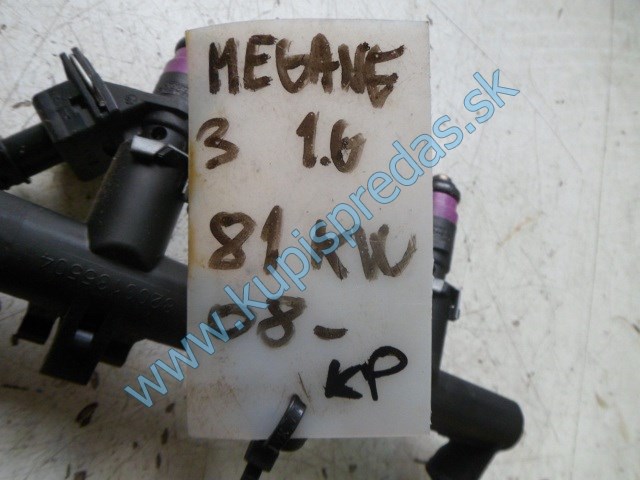 MEGANE
3 1.6
81 KW
08-
KP
www.kupispredas.sk